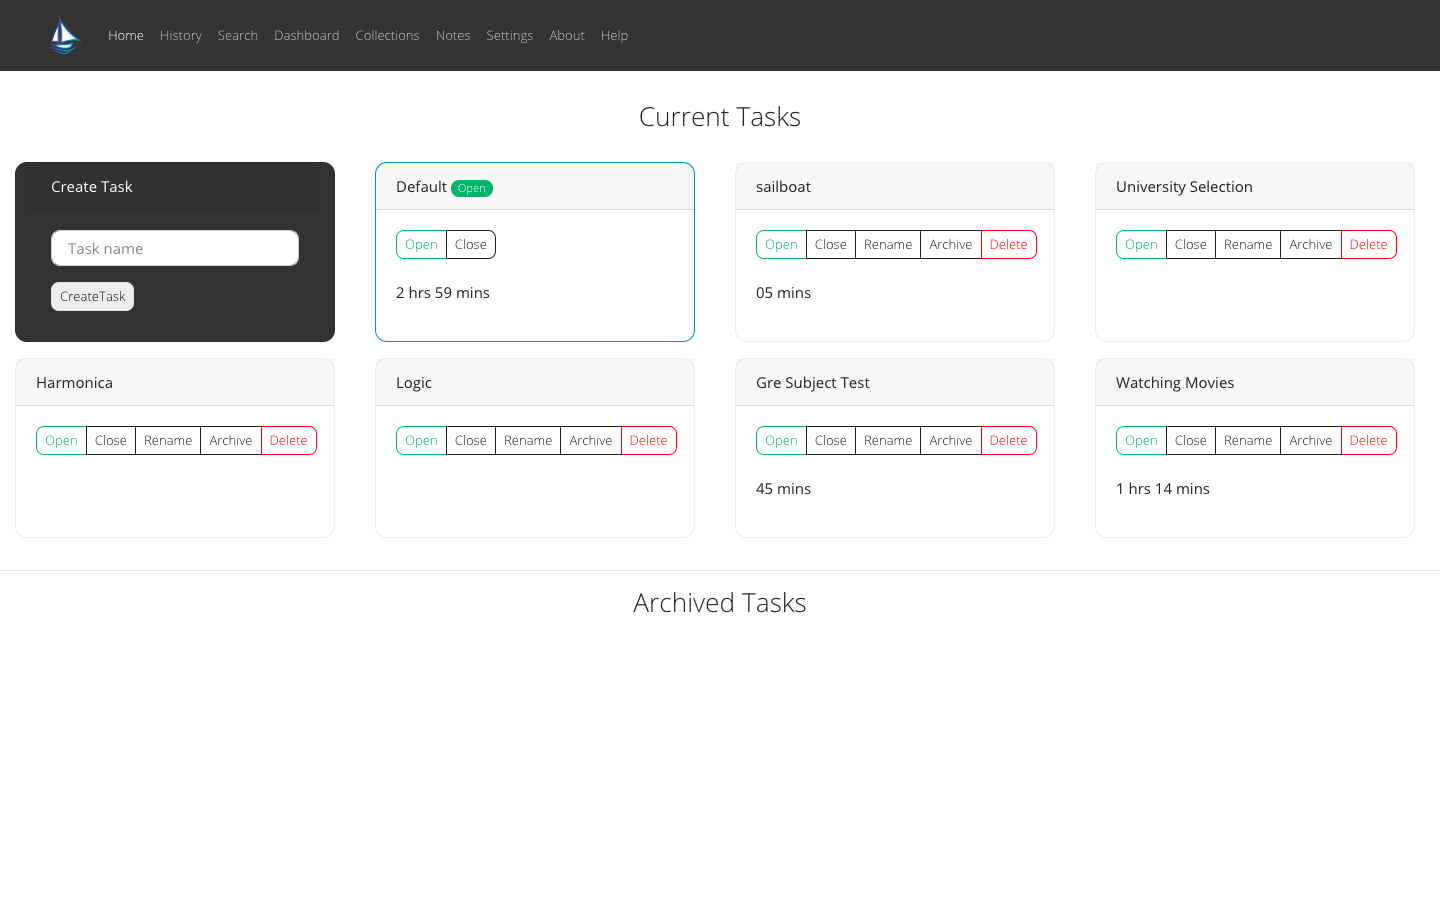 Home History Search Dashboard Collections Notes Settings About Help
Current Tasks
Create Task
Task name
CreateTask
Default Open
Open Close
2 hrs 59 mins
sailboat
Open Close Rename Archive Delete
05 mins
University Selection
Open Close Rename Archive Delete
Harmonica
Open Close Rename Archive Delete
Logic
Open Close Rename Archive Delete
Gre Subject Test
Open Close Rename Archive Delete
45 mins
Watching Movies
Open Close Rename Archive Delete
1 hrs 14 mins
Archived Tasks